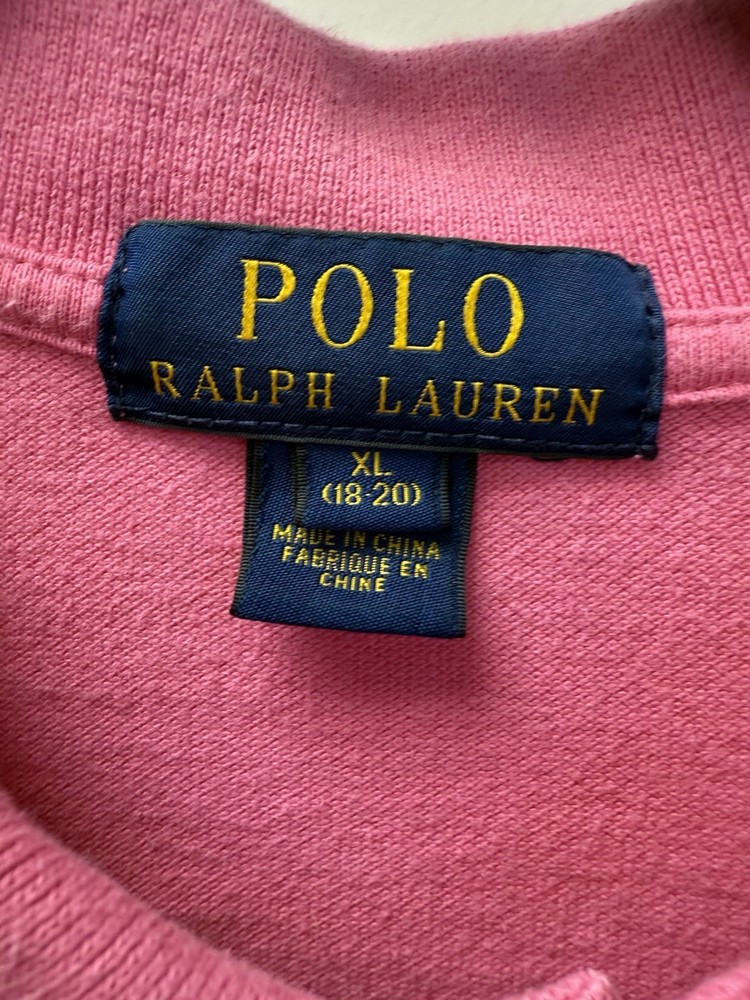 POLO
RALPH LAUREN
XL
(18-20)
MADE IN CHINA
FABRIQUE EN
CHINE